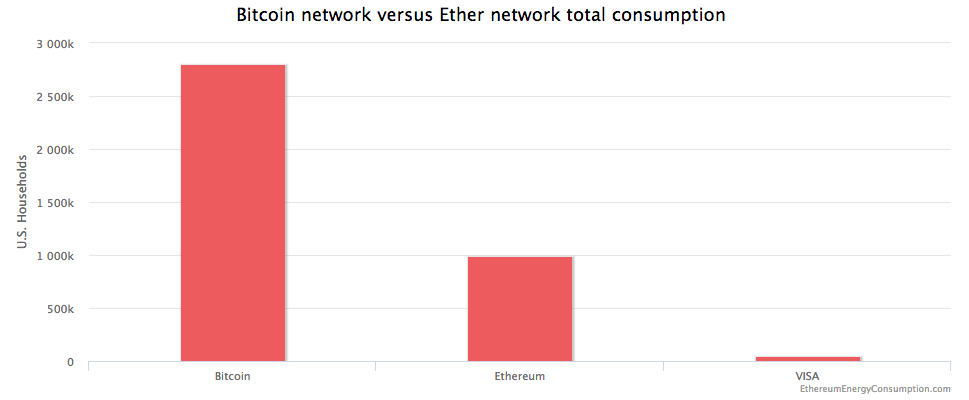 Bitcoin network versus Ether network total consumption
3 000k
2 500k
2 000k
1 500k
1 000k
500k
0
U.S. Households
Bitcoin
Ethereum
VISA
EthereumEnergyConsumption.com